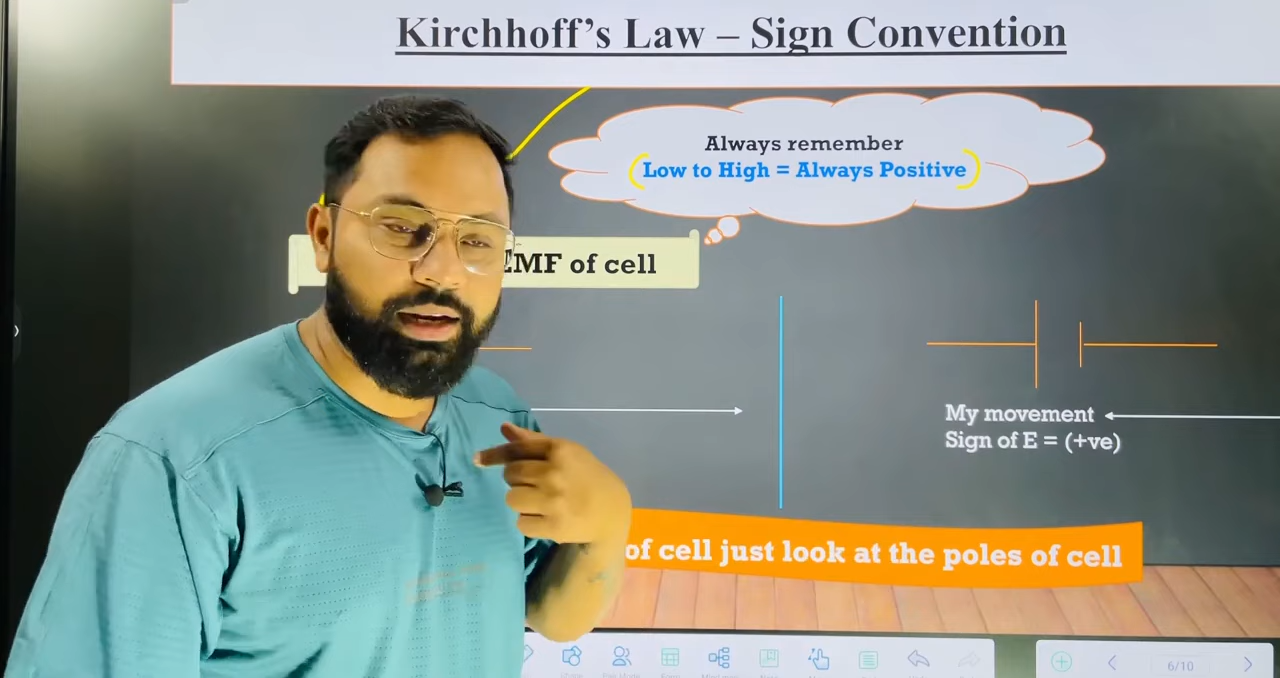 Kirchhoff's Law – Sign Convention
Always remember
(Low to High = Always Positive)
EMF of cell
My movement
Sign of E = (+ve)
of cell just look at the poles of cell
6/10